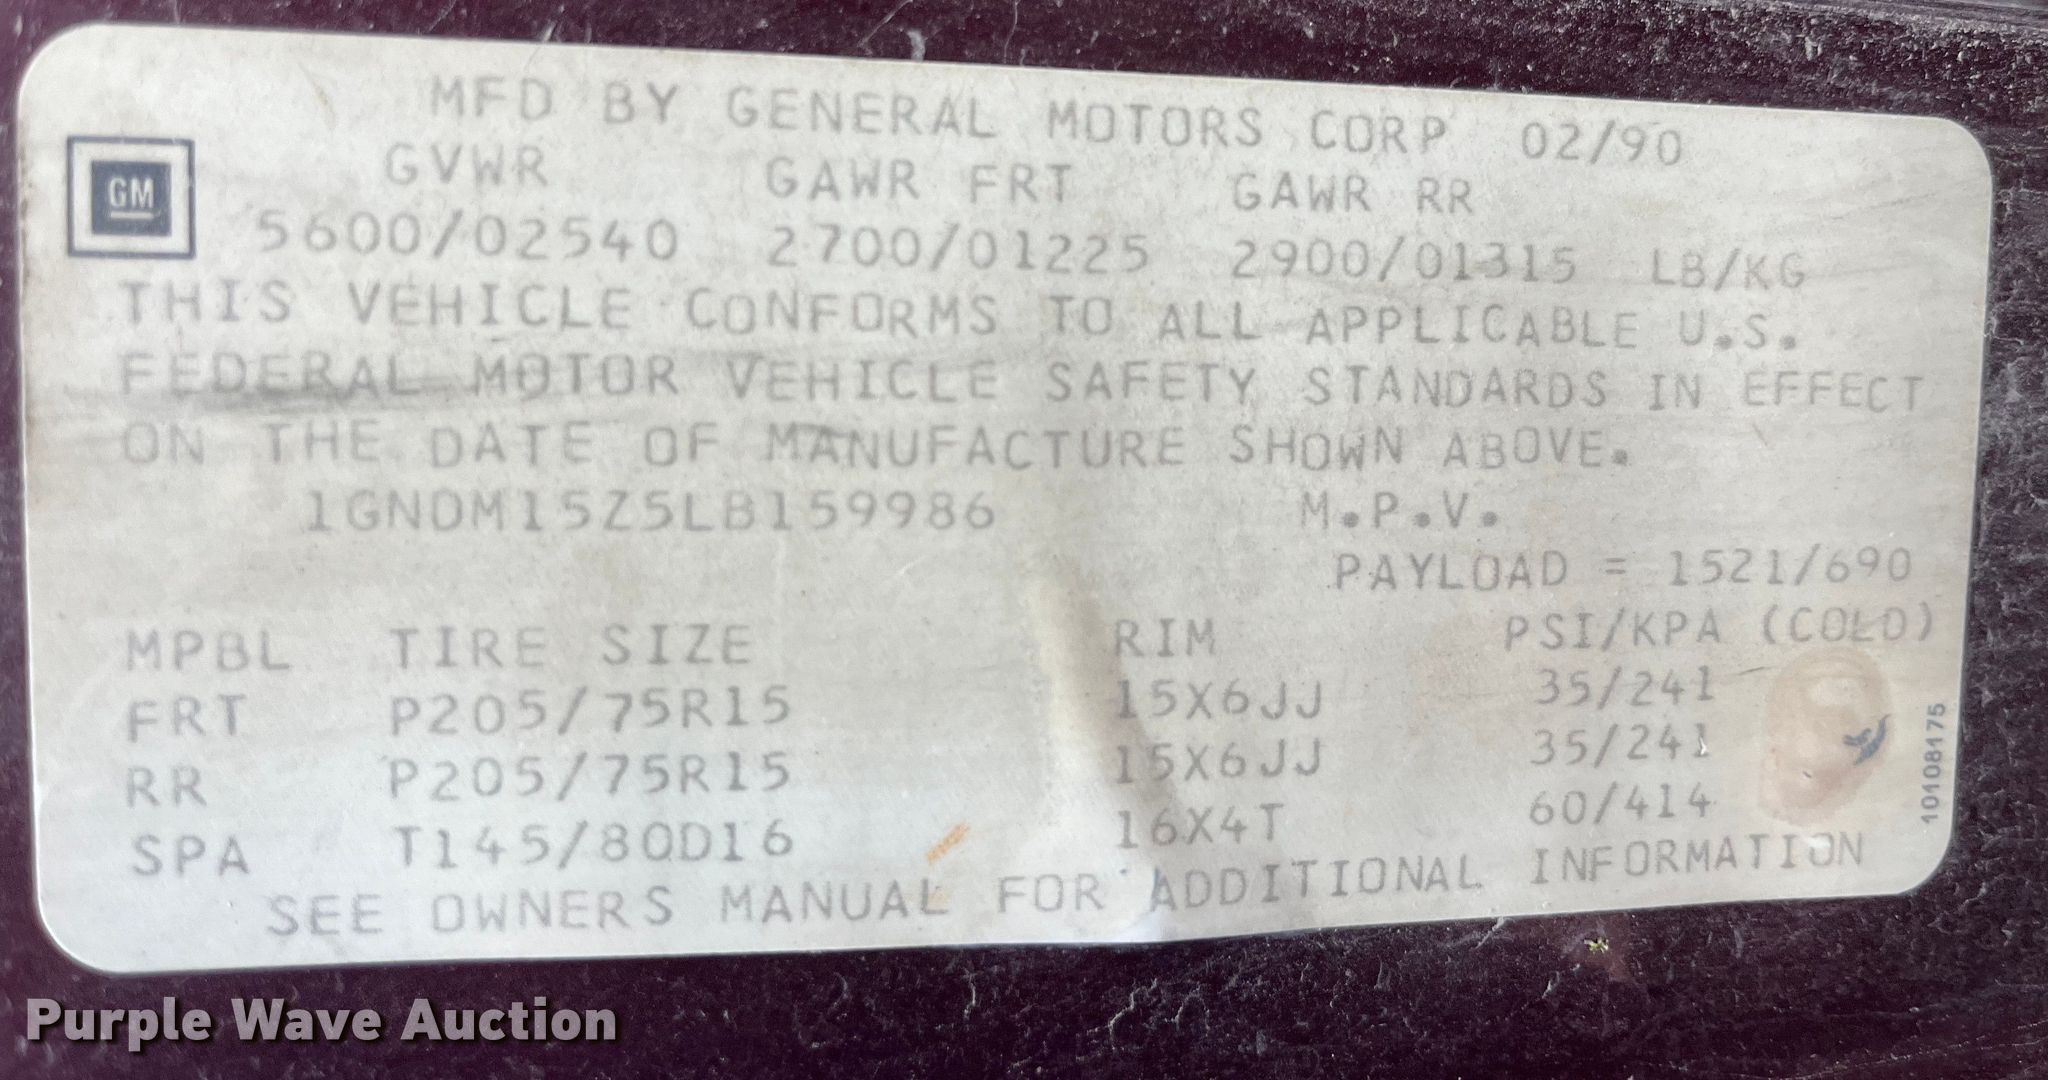 MFD BY GENERAL MOTORS CORP 02/90
GM
GVWR GAWR FRT GAWR RR
5600/02540 2700/01225 2900/01315 LB/KG
THIS VEHICLE CONFORMS TO ALL APPLICABLE U.S.
FEDERAL MOTOR VEHICLE SAFETY STANDARDS IN EFFECT
ON THE DATE OF MANUFACTURE SHOWN ABOVE.
1GNDM15Z5LB159986 M.P.V.
PAYLOAD = 1521/690
MPBL TIRE SIZE RIM PSI/KPA (COLD)
FRT P205/75R15 15X6JJ 35/241
RR P205/75R15 15X6JJ 35/241
SPA T145/80D16 16X4T 60/414
SEE OWNERS MANUAL FOR ADDITIONAL INFORMATION
10108175
Purple Wave Auction